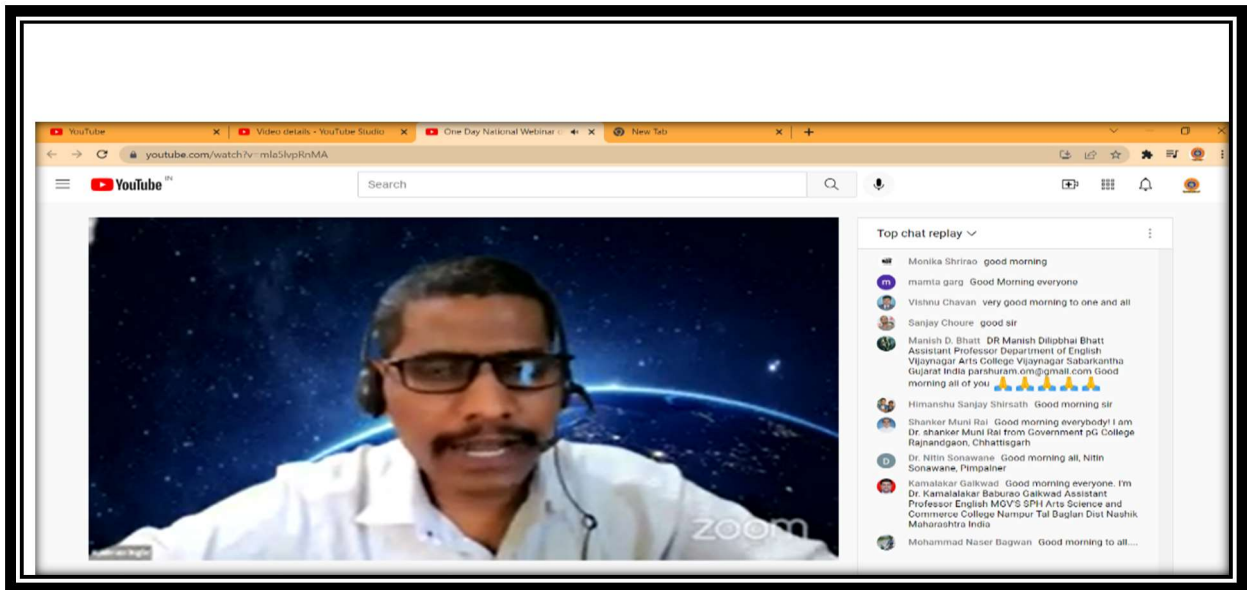 YouTube
Video details - YouTube Studio
One Day National Webinar
New Tab
youtube.com/watch?v=mla5lvpRnMA
YouTube IN
Search
Top chat replay
Monika Shrirao good morning
m mamta garg Good Morning everyone
Vishnu Chavan very good morning to one and all
Sanjay Choure good sir
Manish D. Bhatt DR Manish Dilipbhai Bhatt
Assistant Professor Department of English
Vijaynagar Arts College Vijaynagar Sabarkantha
Gujarat India parshuram.om@gmail.com Good
morning all of you 🙏🙏🙏🙏🙏
Himanshu Sanjay Shirsath Good morning sir
Shanker Muni Rai Good morning everybody! I am
Dr. shanker Muni Rai from Government pG College
Rajnandgaon, Chhattisgarh
D Dr. Nitin Sonawane Good morning all, Nitin
Sonawane, Pimpalner
Kamalakar Gaikwad Good morning everyone. I'm
Dr. Kamalalakar Baburao Gaikwad Assistant
Professor English MGV'S SPH Arts Science and
Commerce College Nampur Tal Baglan Dist Nashik
Maharashtra India
Mohammad Naser Bagwan Good morning to all....
zoom